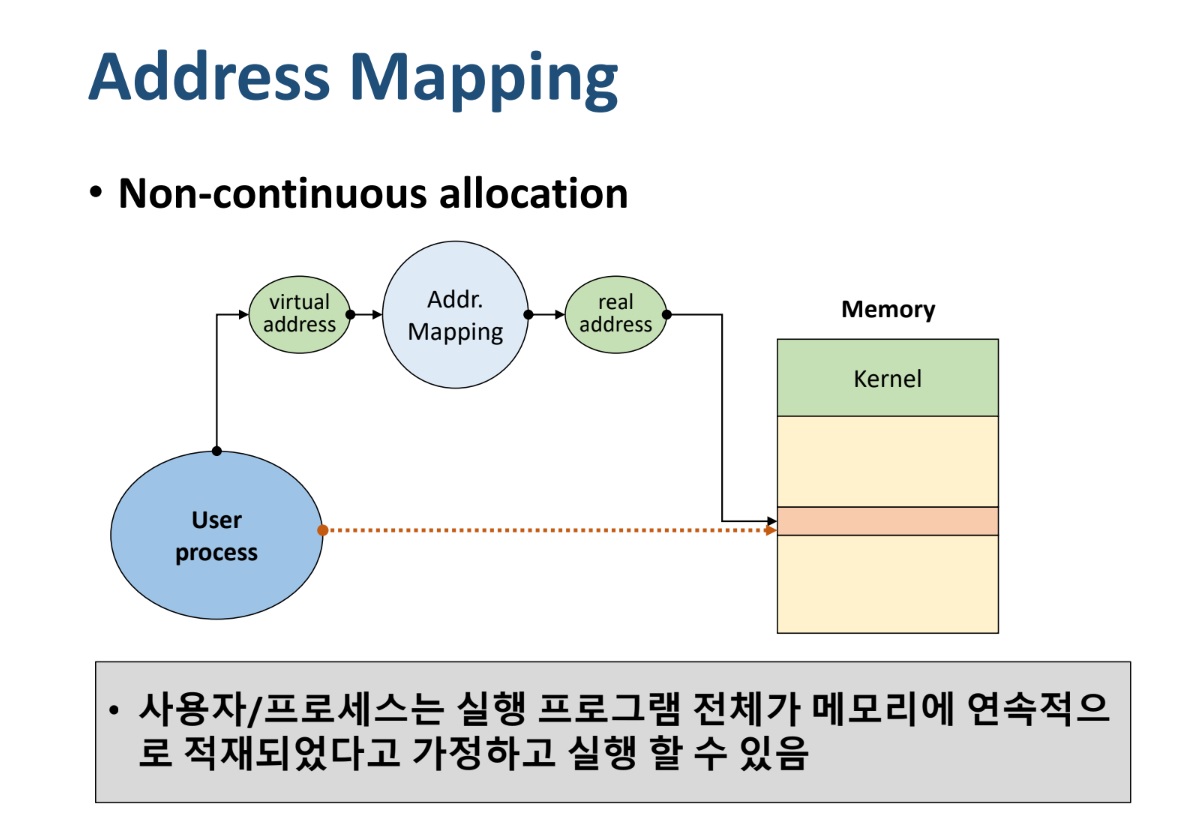 Address Mapping
• Non-continuous allocation
virtual
address
Addr.
Mapping
real
address
Memory
Kernel
User
process
• 사용자/프로세스는 실행 프로그램 전체가 메모리에 연속적으
로 적재되었다고 가정하고 실행 할 수 있음